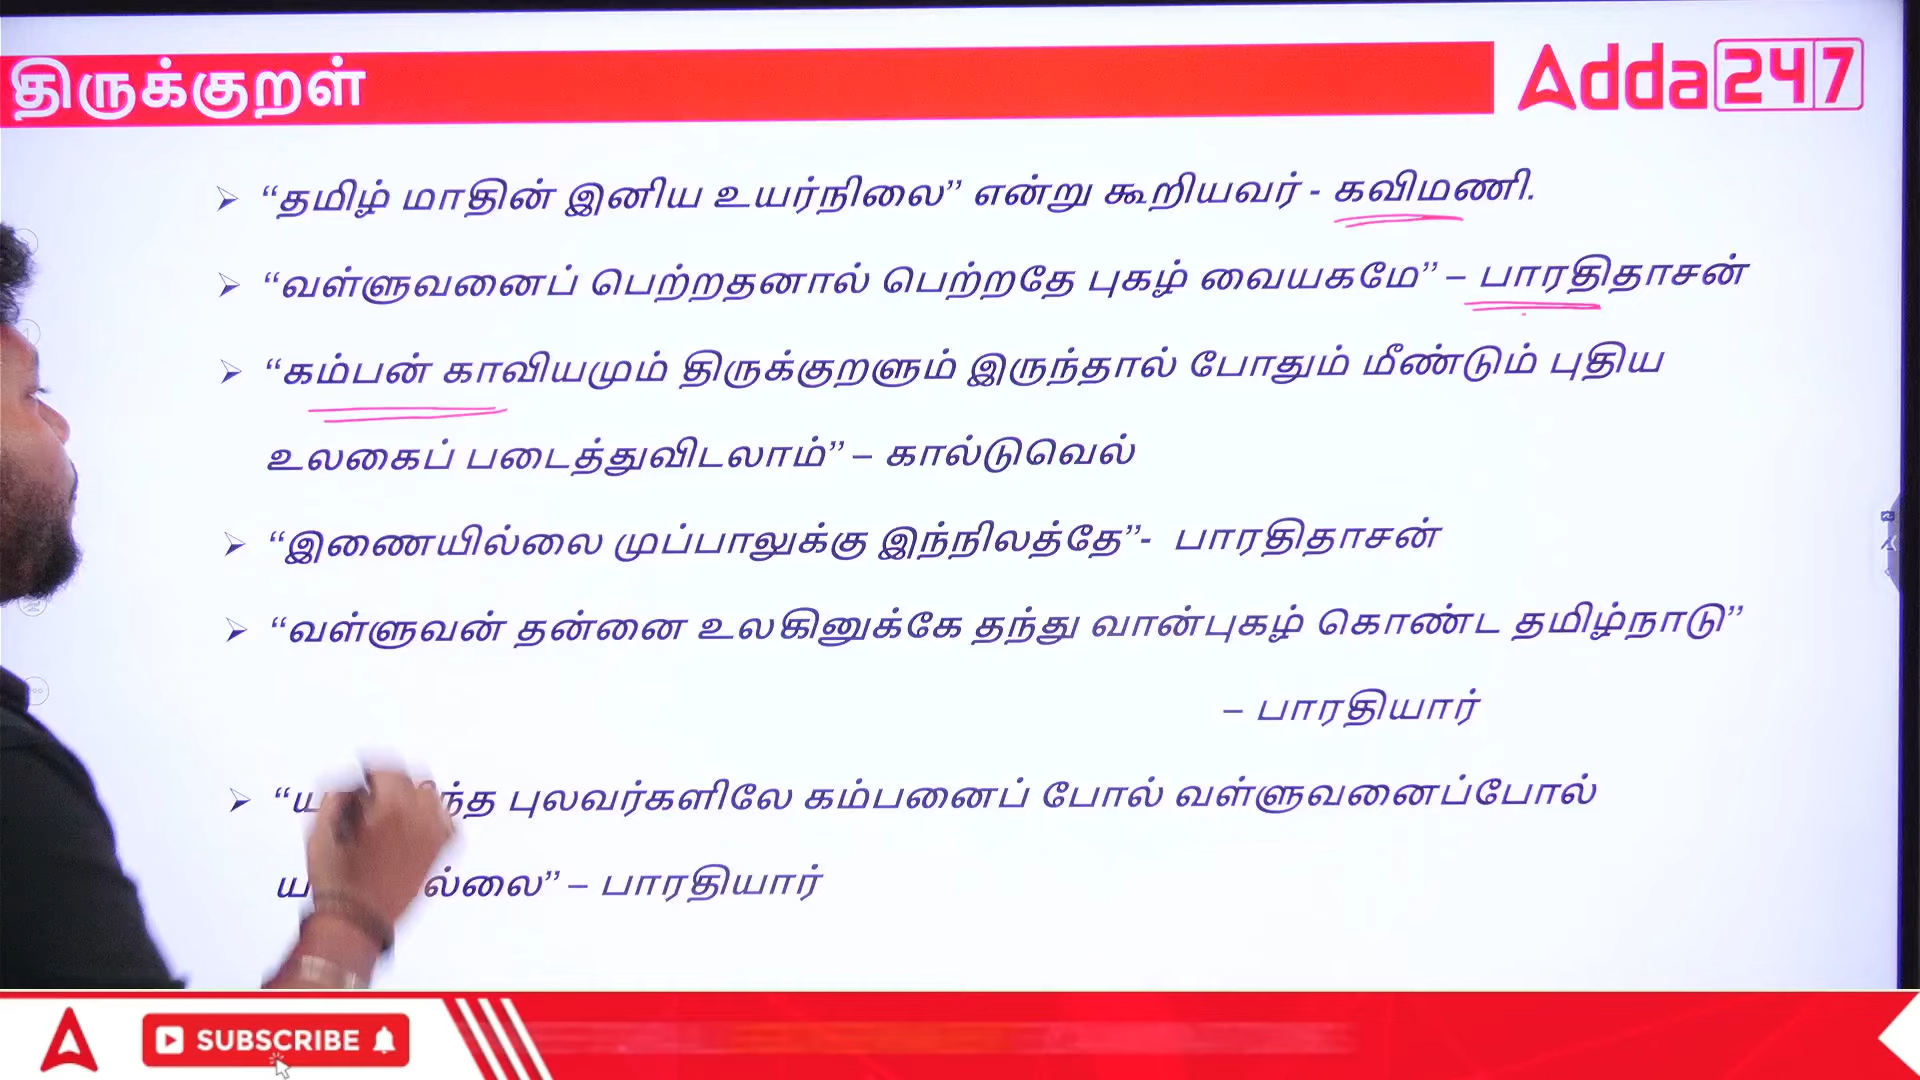 திருக்குறள்
Adda247
“தமிழ் மாதின் இனிய உயர்நிலை” என்று கூறியவர் - கவிமணி.
“வள்ளுவனைப் பெற்றதனால் பெற்றதே புகழ் வையகமே” – பாரதிதாசன்
“கம்பன் காவியமும் திருக்குறளும் இருந்தால் போதும் மீண்டும் புதிய
உலகைப் படைத்துவிடலாம்” – கால்டுவெல்
“இணையில்லை முப்பாலுக்கு இந்நிலத்தே”- பாரதிதாசன்
“வள்ளுவன் தன்னை உலகினுக்கே தந்து வான்புகழ் கொண்ட தமிழ்நாடு”
– பாரதியார்
புலவர்களிலே கம்பனைப் போல் வள்ளுவனைப்போல்
– பாரதியார்
SUBSCRIBE